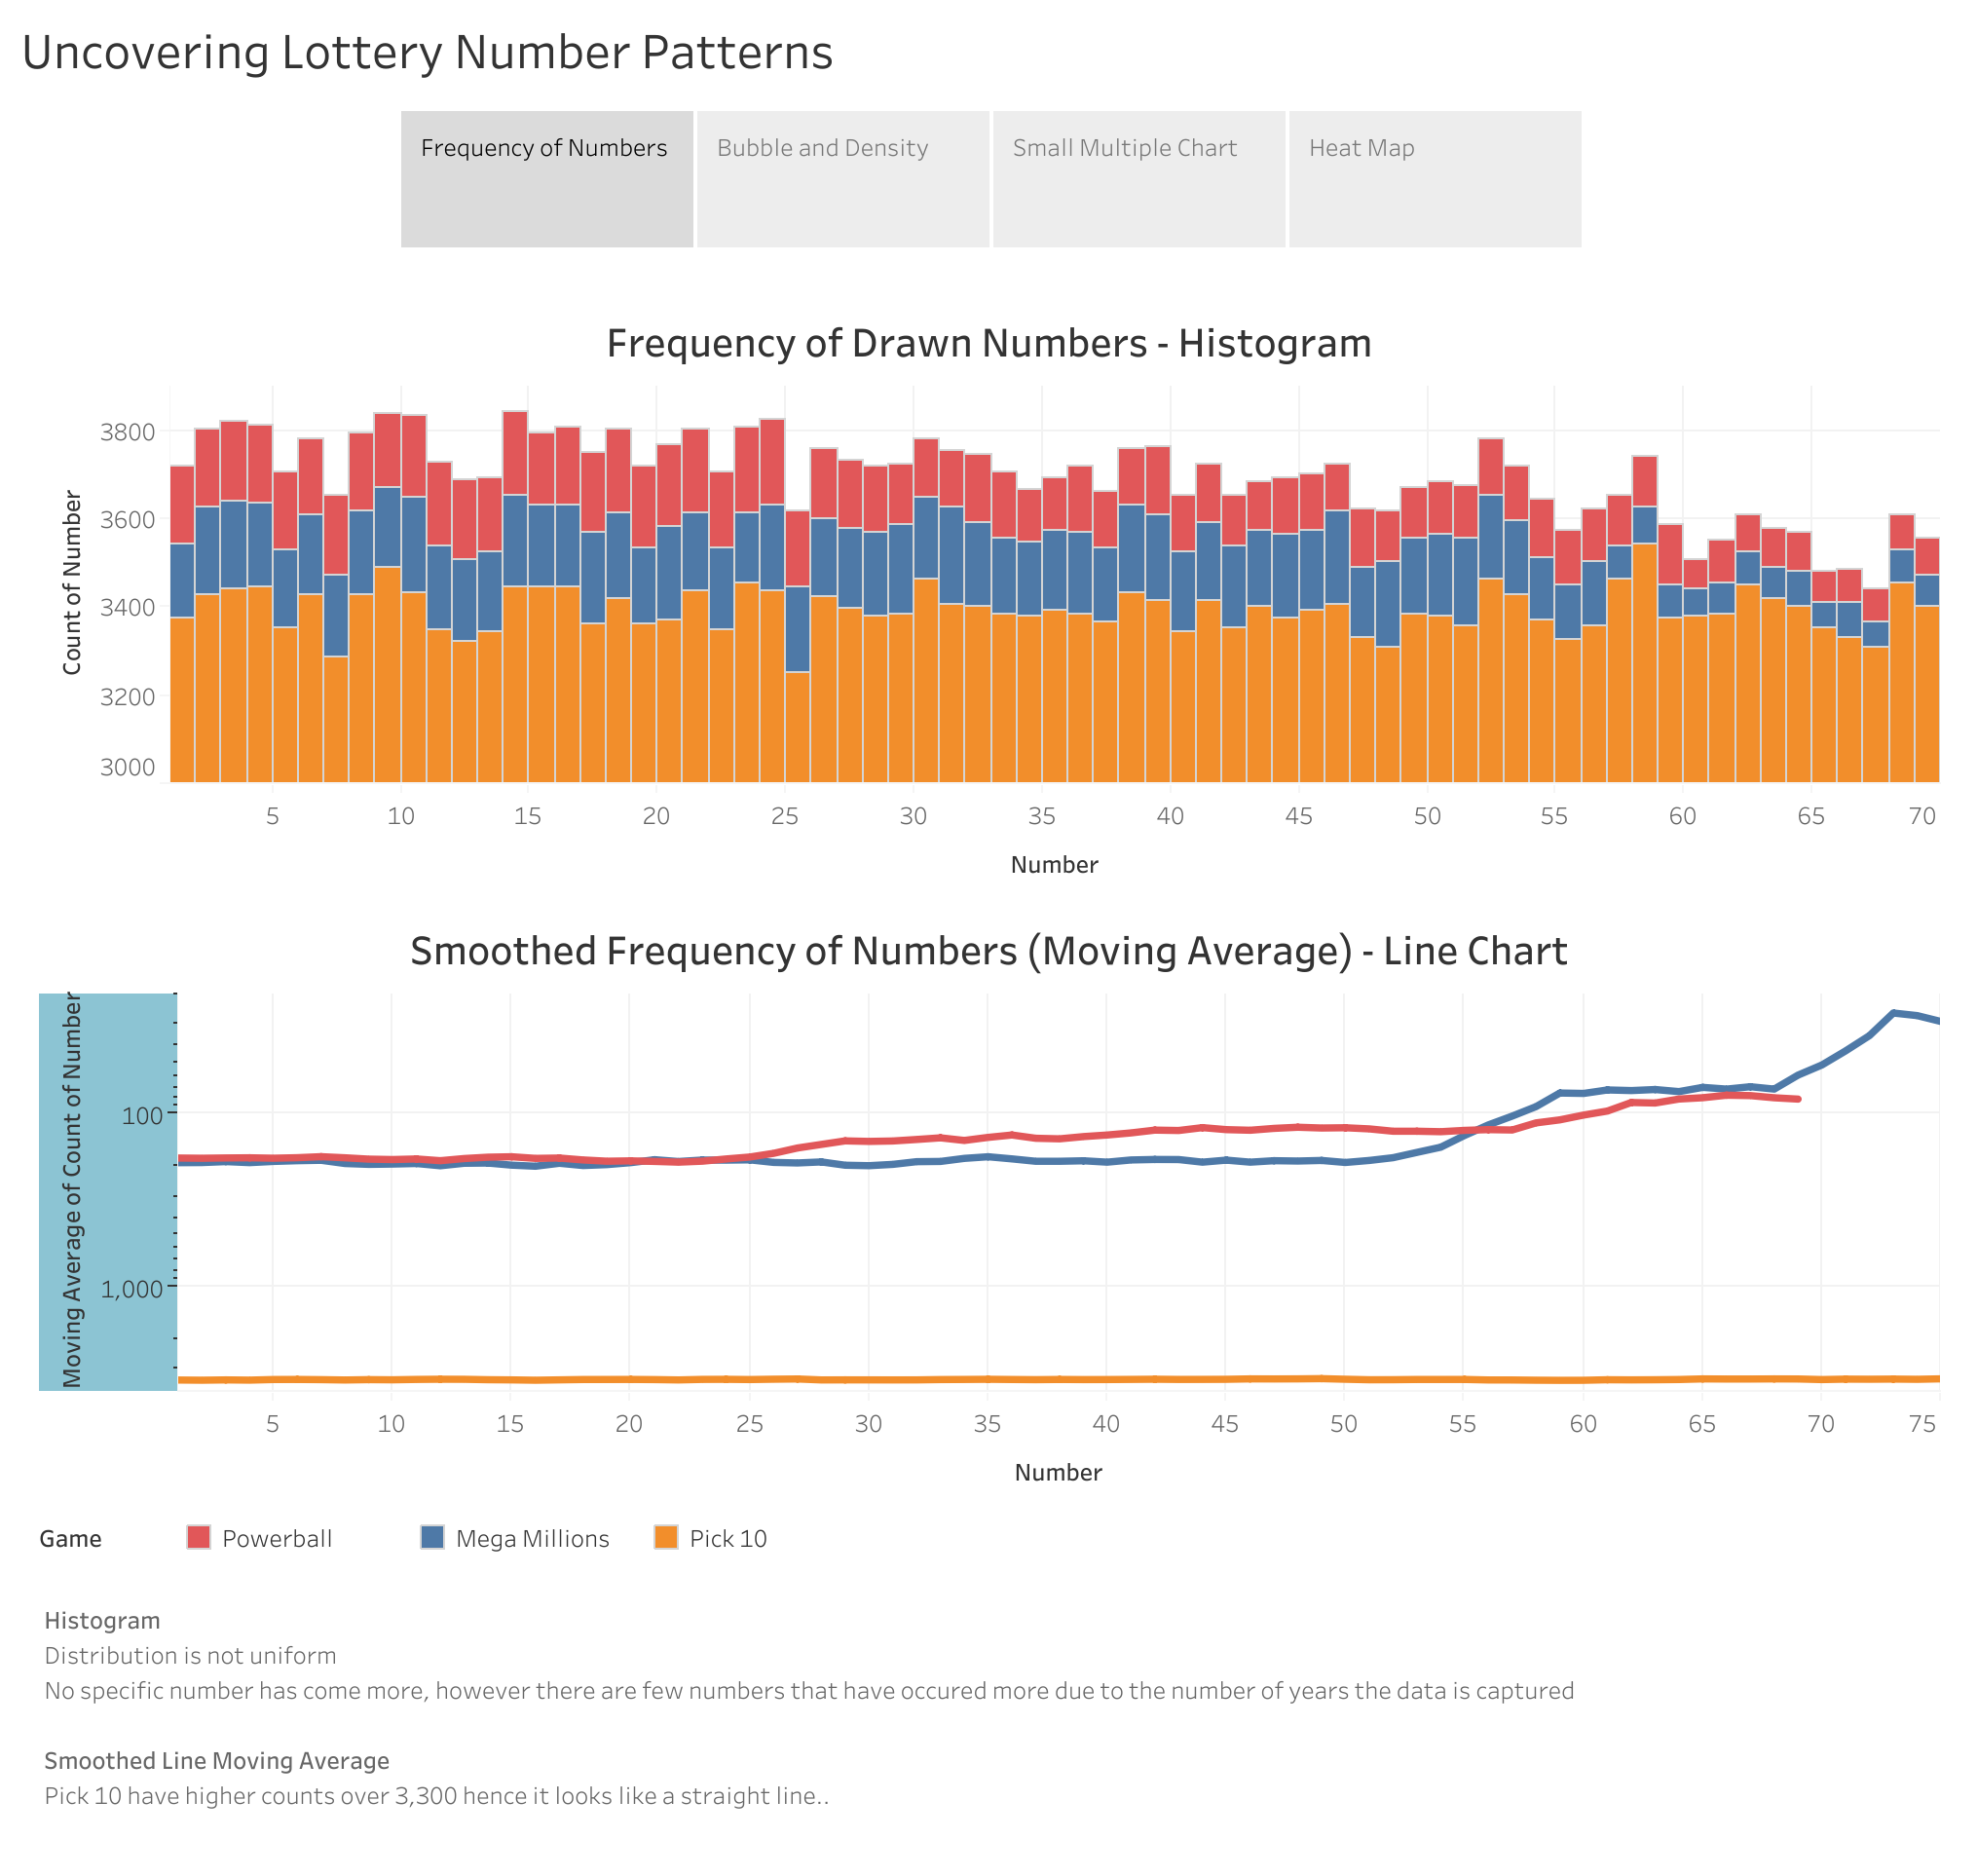 Uncovering Lottery Number Patterns
Frequency of Numbers
Bubble and Density
Small Multiple Chart
Heat Map
Frequency of Drawn Numbers - Histogram
Count of Number
3800
3600
3400
3200
3000
5 10 15 20 25 30 35 40 45 50 55 60 65 70
Number
Smoothed Frequency of Numbers (Moving Average) - Line Chart
Moving Average of Count of Number
100
1,000
5 10 15 20 25 30 35 40 45 50 55 60 65 70 75
Number
Game Powerball Mega Millions Pick 10
Histogram
Distribution is not uniform
No specific number has come more, however there are few numbers that have occured more due to the number of years the data is captured
Smoothed Line Moving Average
Pick 10 have higher counts over 3,300 hence it looks like a straight line..